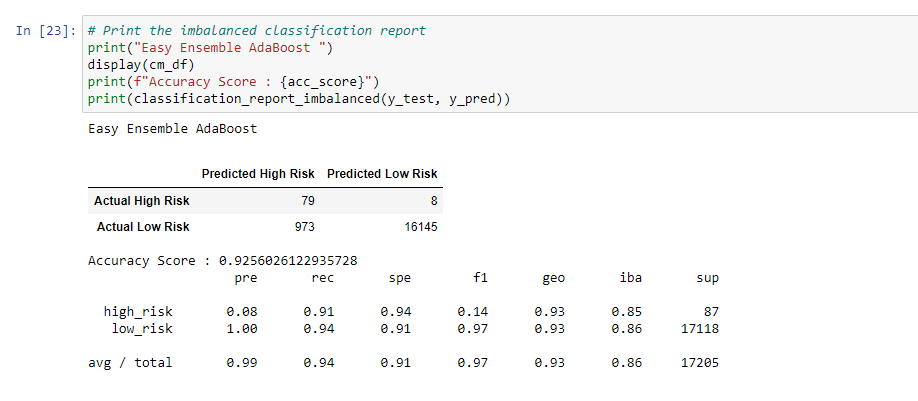 In [23]: # Print the imbalanced classification report
print("Easy Ensemble AdaBoost ")
display(cm_df)
print(f"Accuracy Score : {acc_score}")
print(classification_report_imbalanced(y_test, y_pred))
Easy Ensemble AdaBoost
Predicted High Risk Predicted Low Risk
Actual High Risk 79 8
Actual Low Risk 973 16145
Accuracy Score : 0.9256026122935728
pre rec spe f1 geo iba sup
high_risk 0.08 0.91 0.94 0.14 0.93 0.85 87
low_risk 1.00 0.94 0.91 0.97 0.93 0.86 17118
avg / total 0.99 0.94 0.91 0.97 0.93 0.86 17205